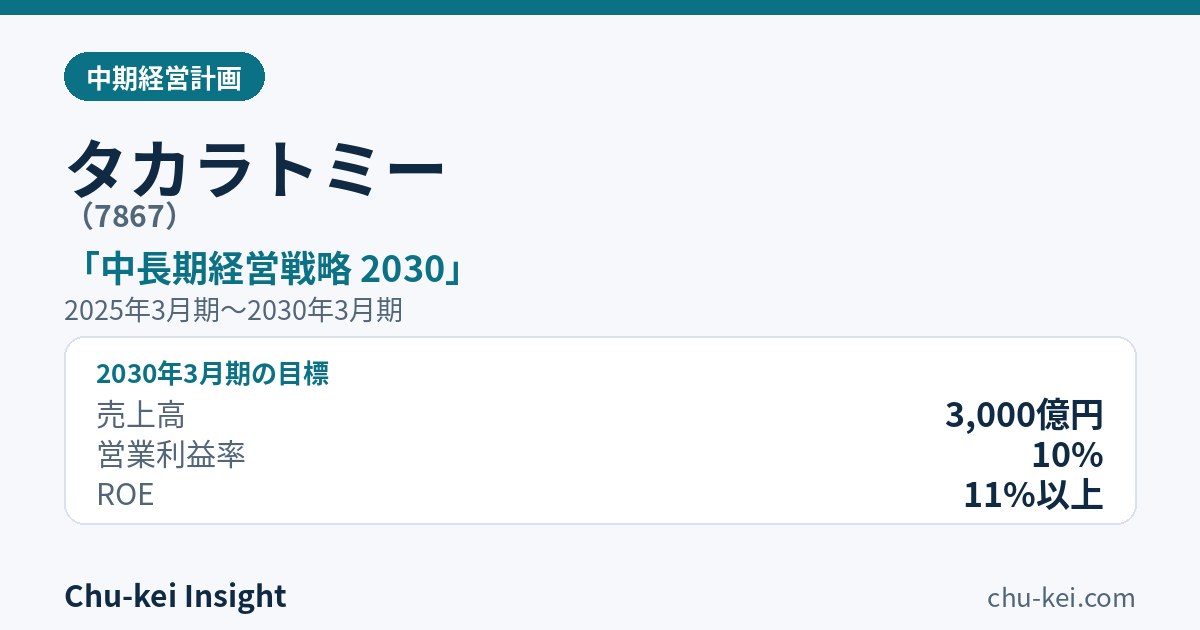 中期経営計画
タカラトミー
（7867）
「中長期経営戦略 2030」
2025年3月期～2030年3月期
2030年3月期の目標
売上高 3,000億円
営業利益率 10%
ROE 11%以上
Chu-kei Insight chu-kei.com